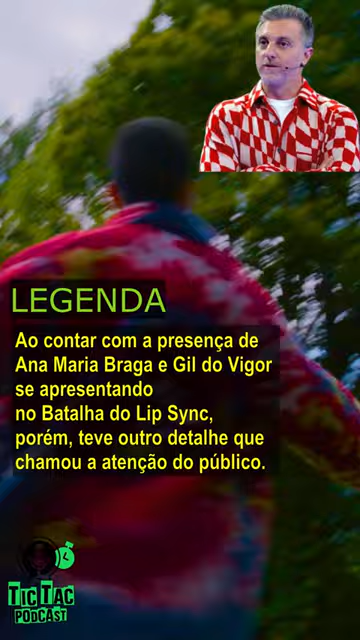 LEGENDA
Ao contar com a presença de
Ana Maria Braga e Gil do Vigor
se apresentando
no Batalha do Lip Sync,
porém, teve outro detalhe que
chamou a atenção do público.
TIC TAC
PODCAST